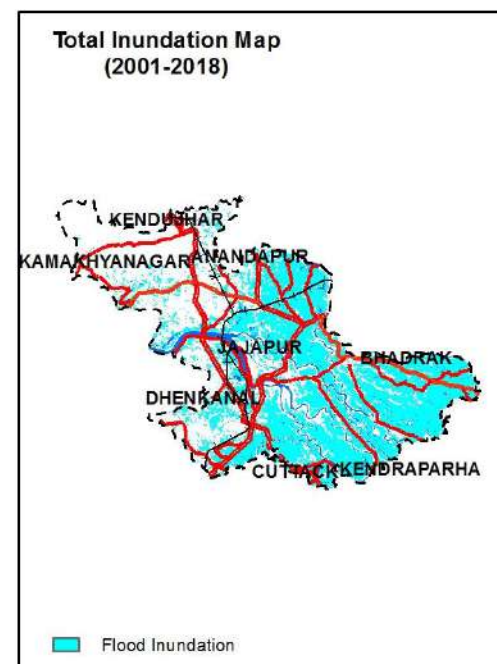 Total Inundation Map
(2001-2018)
KENDUJHAR
KAMAKHYANAGAR
ANANDAPUR
JAJAPUR
BHADRAK
DHENKANAL
CUTTACK
KENDRAPARHA
Flood Inundation